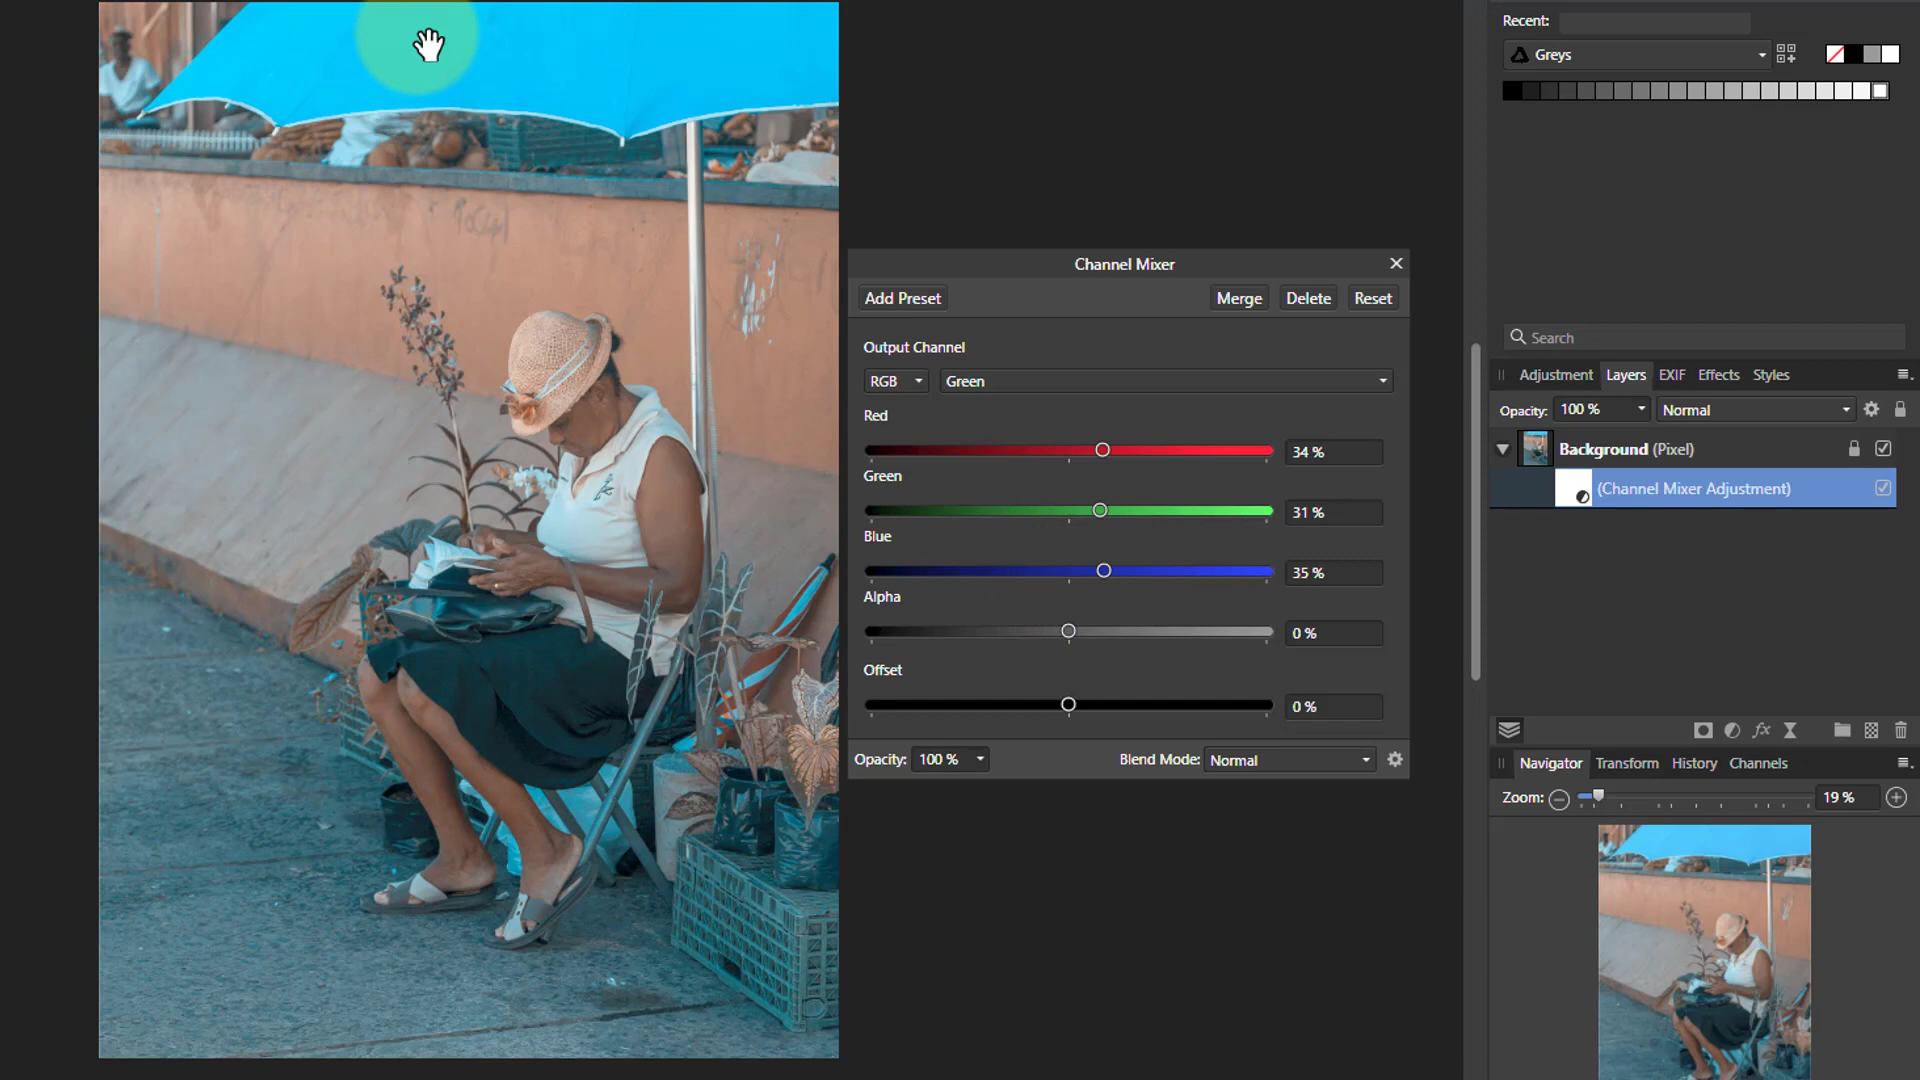 Recent:
Greys
Search
Adjustment Layers EXIF Effects Styles
Opacity: 100 % Normal
Background (Pixel)
(Channel Mixer Adjustment)
Channel Mixer
Add Preset Merge Delete Reset
Output Channel
RGB Green
Red
34 %
Green
31 %
Blue
35 %
Alpha
0 %
Offset
0 %
Opacity: 100 % Blend Mode: Normal
fx
Navigator Transform History Channels
Zoom: 19 %